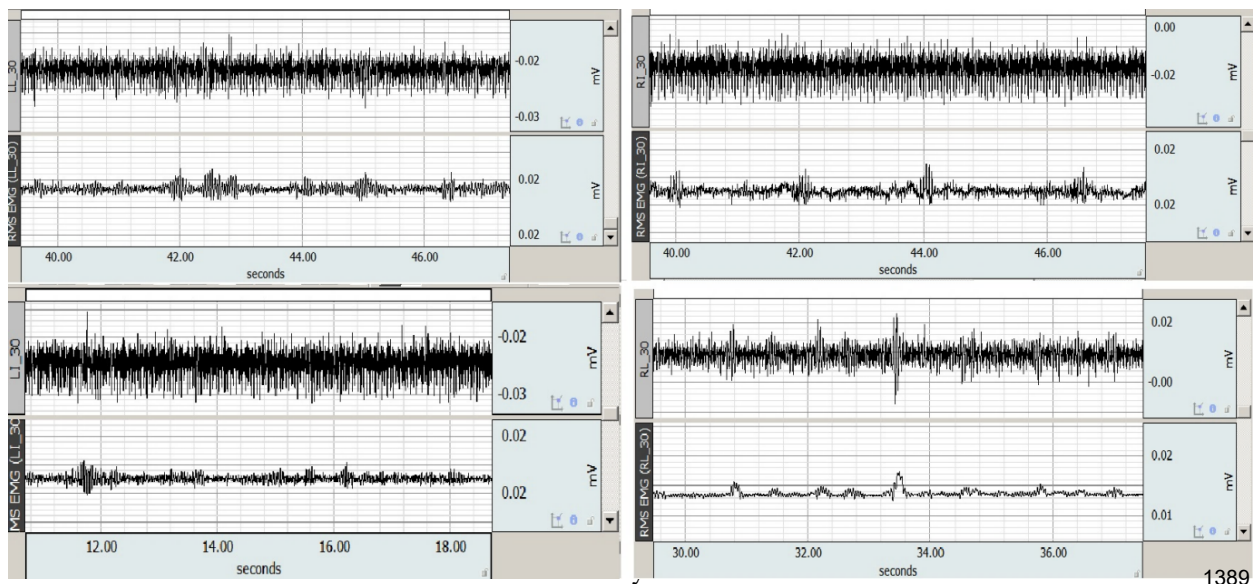 LL_30
-0.02
-0.03
mV
RMS EMG (LL_30)
0.02
0.02
mV
40.00
42.00
44.00
46.00
seconds
RI_30
0.00
-0.02
mV
RMS EMG (RI_30)
0.02
0.02
mV
40.00
42.00
44.00
46.00
seconds
LI_30
-0.02
-0.03
mV
MS EMG (LI_30
0.02
0.02
mV
12.00
14.00
16.00
18.00
seconds
RL_30
0.02
-0.00
mV
RMS EMG (RL_30)
0.02
0.01
mV
30.00
32.00
34.00
36.00
seconds
1389